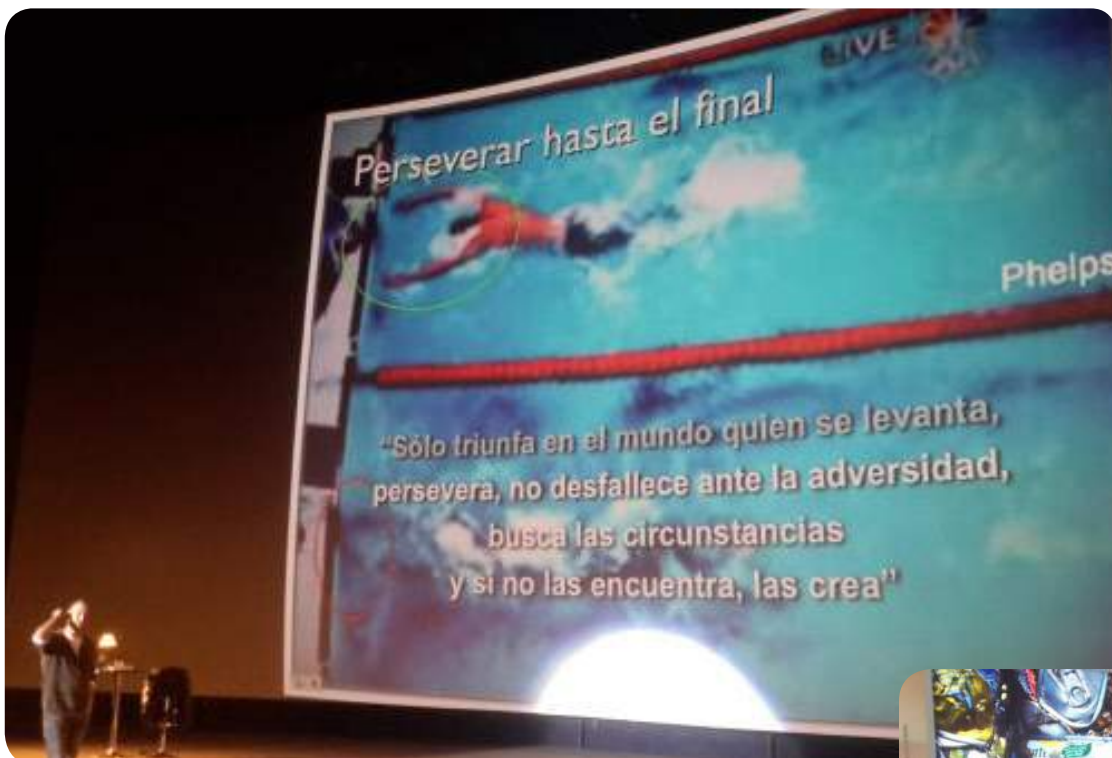 LIVE
Perseverar hasta el final
Phelps
“Sólo triunfa en el mundo quien se levanta,
persevera, no desfallece ante la adversidad,
busca las circunstancias
y si no las encuentra, las crea”